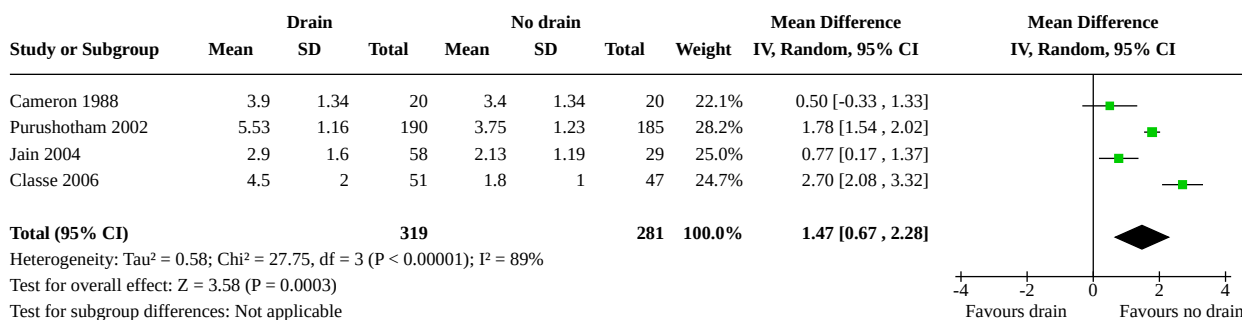 Drain No drain Mean Difference Mean Difference
Study or Subgroup Mean SD Total Mean SD Total Weight IV, Random, 95% CI IV, Random, 95% CI
Cameron 1988 3.9 1.34 20 3.4 1.34 20 22.1% 0.50 [-0.33 , 1.33]
Purushotham 2002 5.53 1.16 190 3.75 1.23 185 28.2% 1.78 [1.54 , 2.02]
Jain 2004 2.9 1.6 58 2.13 1.19 29 25.0% 0.77 [0.17 , 1.37]
Classe 2006 4.5 2 51 1.8 1 47 24.7% 2.70 [2.08 , 3.32]
Total (95% CI) 319 281 100.0% 1.47 [0.67 , 2.28]
Heterogeneity: Tau² = 0.58; Chi² = 27.75, df = 3 (P < 0.00001); I² = 89%
Test for overall effect: Z = 3.58 (P = 0.0003) -4 -2 0 2 4
Test for subgroup differences: Not applicable Favours drain Favours no drain